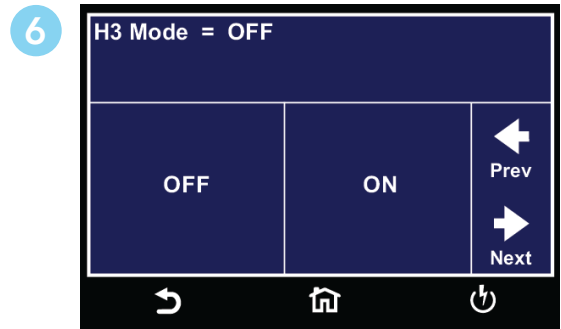 6
H3 Mode = OFF
OFF
ON
Prev
Next